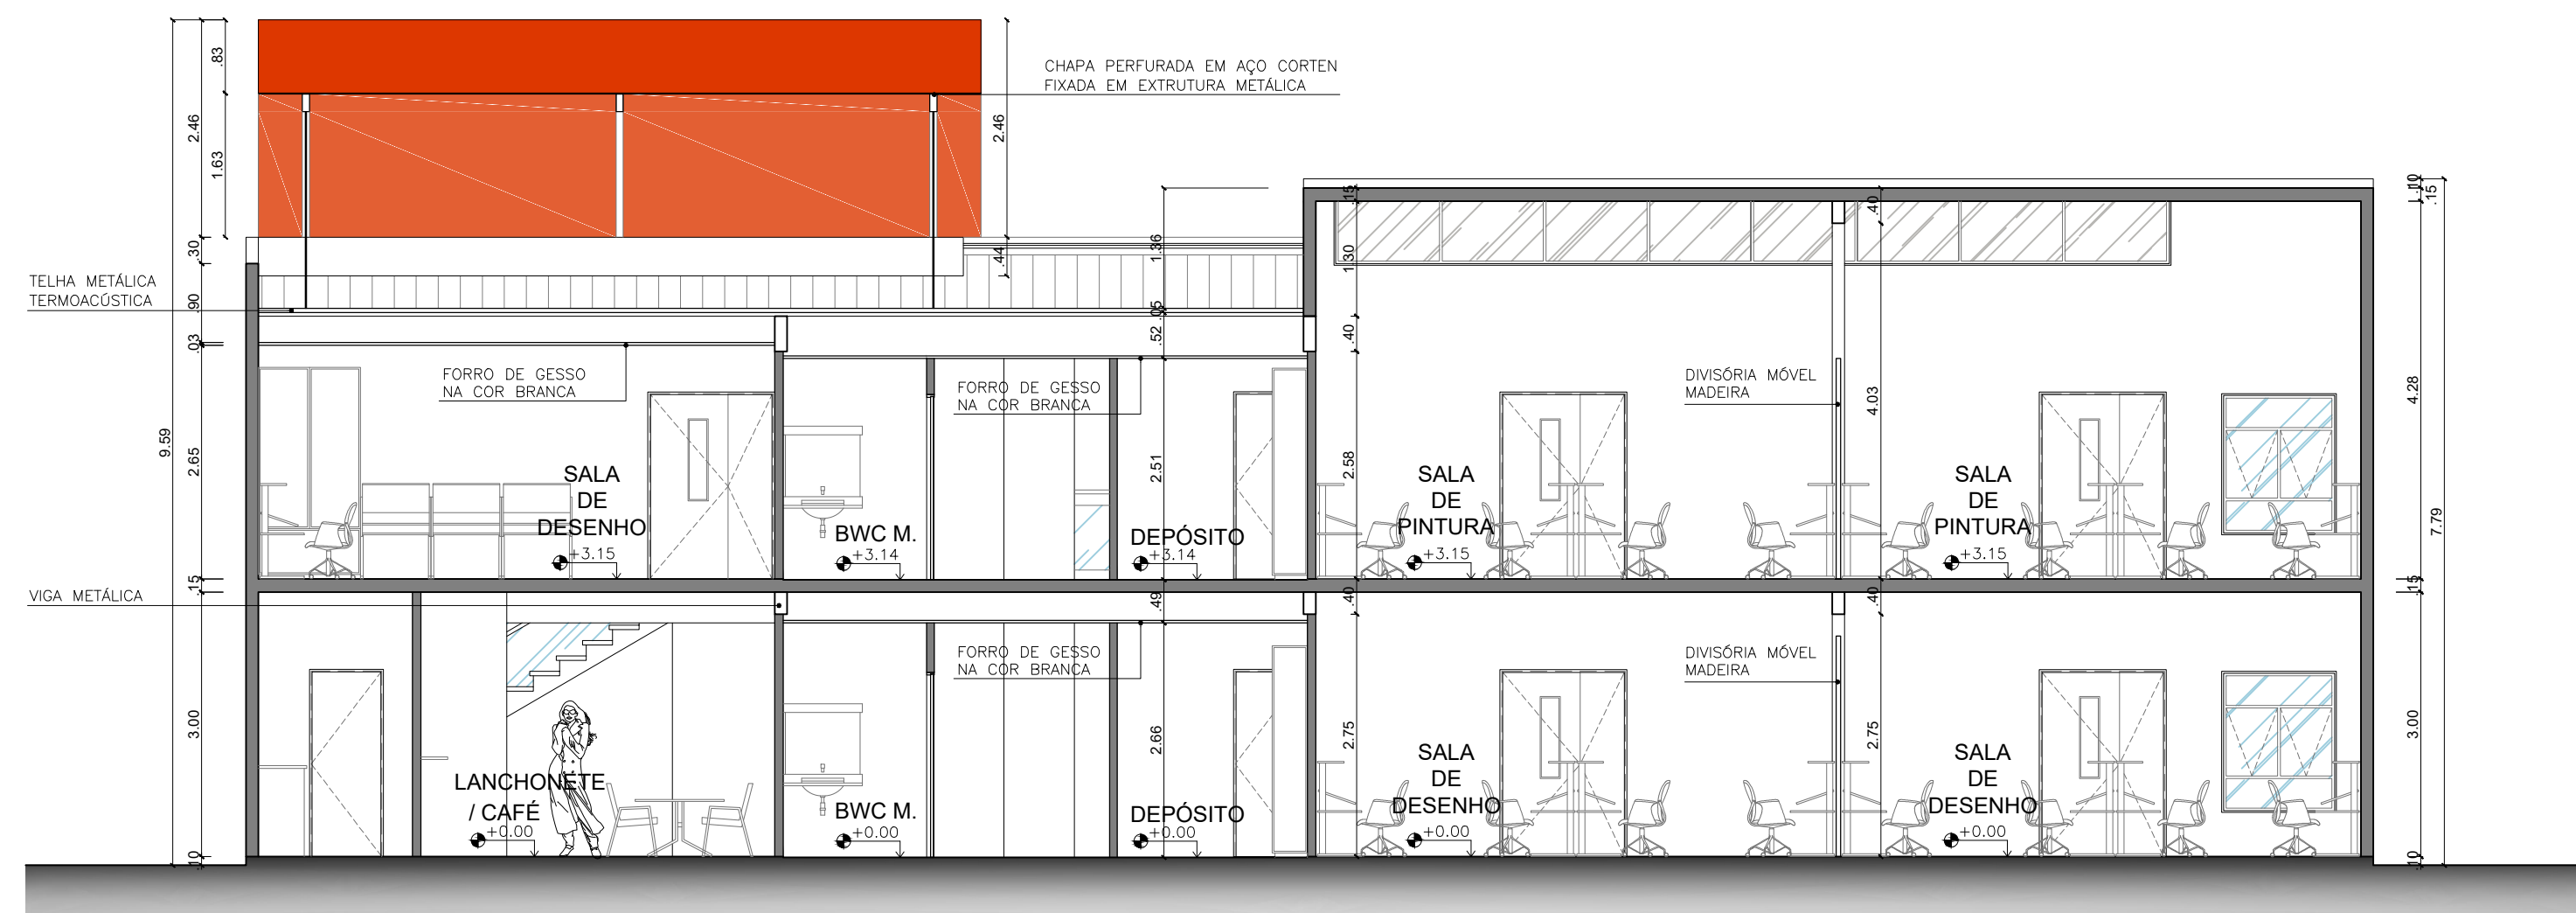 CHAPA PERFURADA EM AÇO CORTEN
FIXADA EM EXTRUTURA METÁLICA
.83
2.46
1.63
2.46
.30
.44
1.36
.15
.40
.10
.15
1.30
TELHA METÁLICA
TERMOACÚSTICA
.90
.05
.03
.52
.40
FORRO DE GESSO
NA COR BRANCA
FORRO DE GESSO
NA COR BRANCA
DIVISÓRIA MÓVEL
MADEIRA
4.03
4.28
9.59
2.65
2.51
2.58
7.79
SALA
DE
DESENHO
+3.15
BWC M.
+3.14
DEPÓSITO
+3.14
SALA
DE
PINTURA
+3.15
SALA
DE
PINTURA
+3.15
.15
.15
VIGA METÁLICA
.49
.40
.40
FORRO DE GESSO
NA COR BRANCA
DIVISÓRIA MÓVEL
MADEIRA
3.00
2.66
2.75
2.75
3.00
LANCHONETE
/ CAFÉ
+0.00
BWC M.
+0.00
DEPÓSITO
+0.00
SALA
DE
DESENHO
+0.00
SALA
DE
DESENHO
+0.00
.10
.10